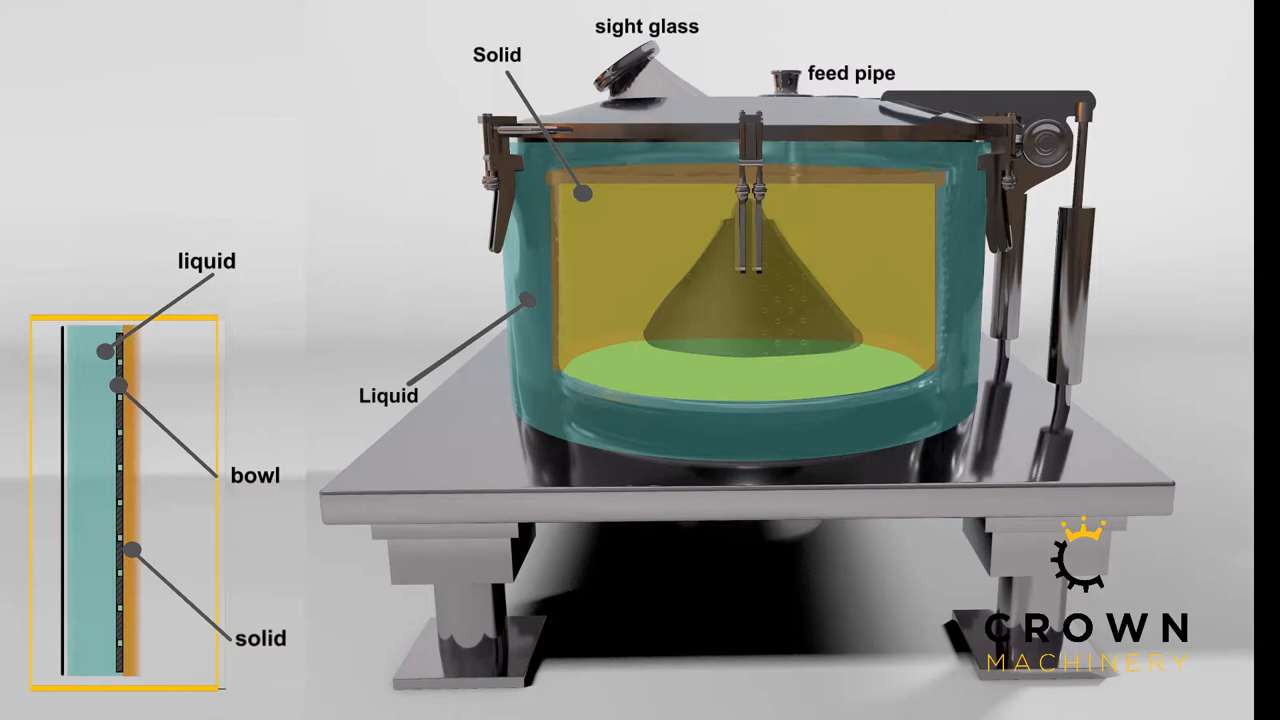 sight glass
Solid
feed pipe
liquid
Liquid
bowl
solid
CROWN
MACHINERY